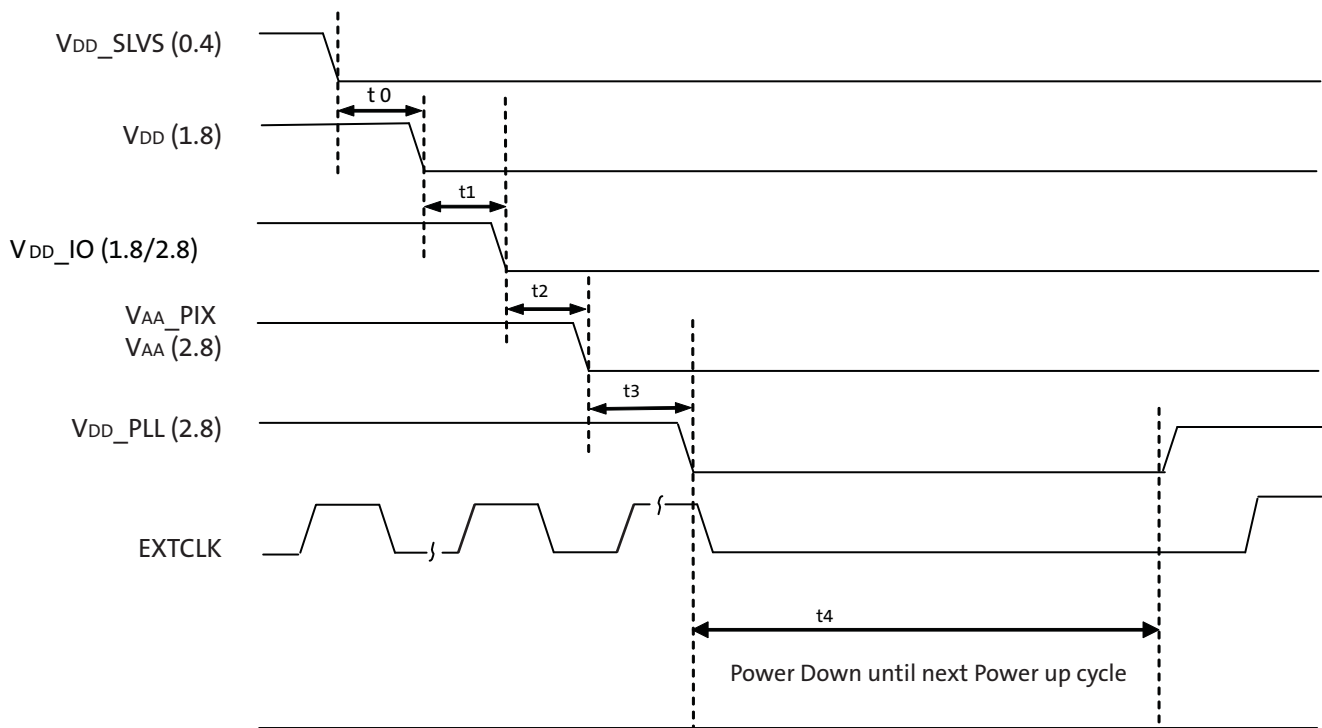 VDD_SLVS (0.4)
t 0
VDD (1.8)
t1
VDD_IO (1.8/2.8)
t2
VAA_PIX
VAA (2.8)
t3
VDD_PLL (2.8)
EXTCLK
t4
Power Down until next Power up cycle